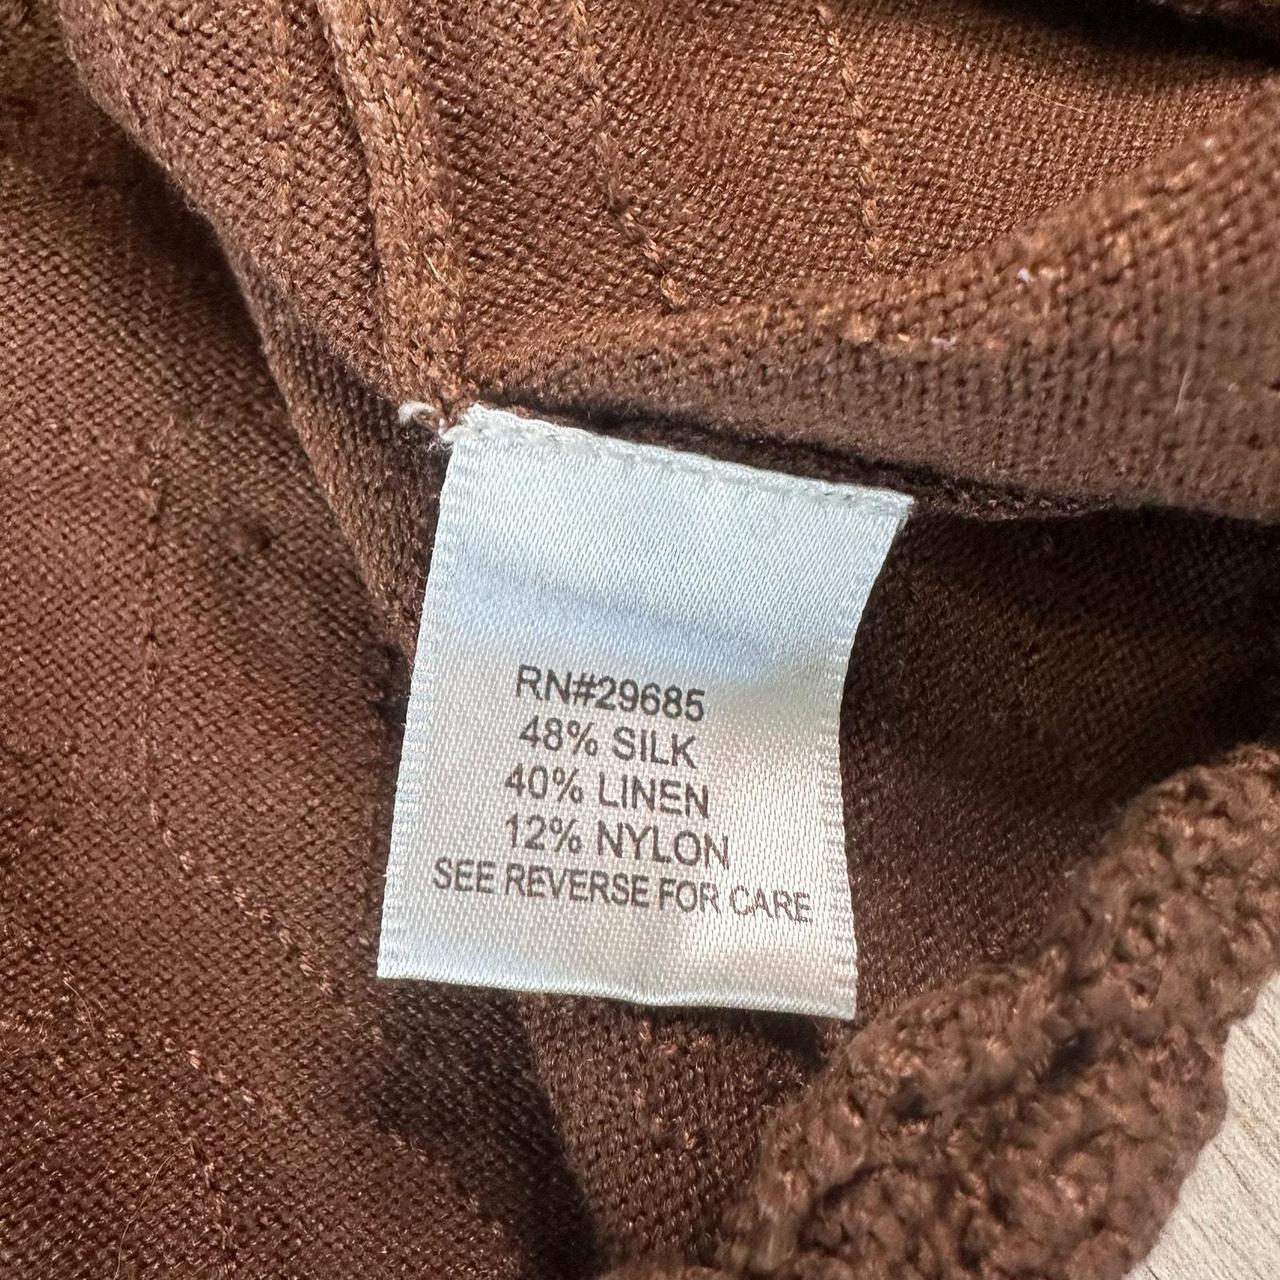 RN#29685
48% SILK
40% LINEN
12% NYLON
SEE REVERSE FOR CARE